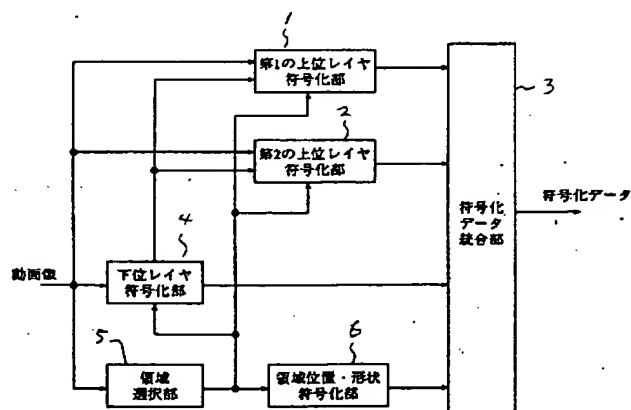 1
第1の上位レイヤ
符号化部
3
2
第2の上位レイヤ
符号化部
符号化データ
4
符号化
データ
統合部
動画像
下位レイヤ
符号化部
5
6
領域
選択部
領域位置・形状
符号化部